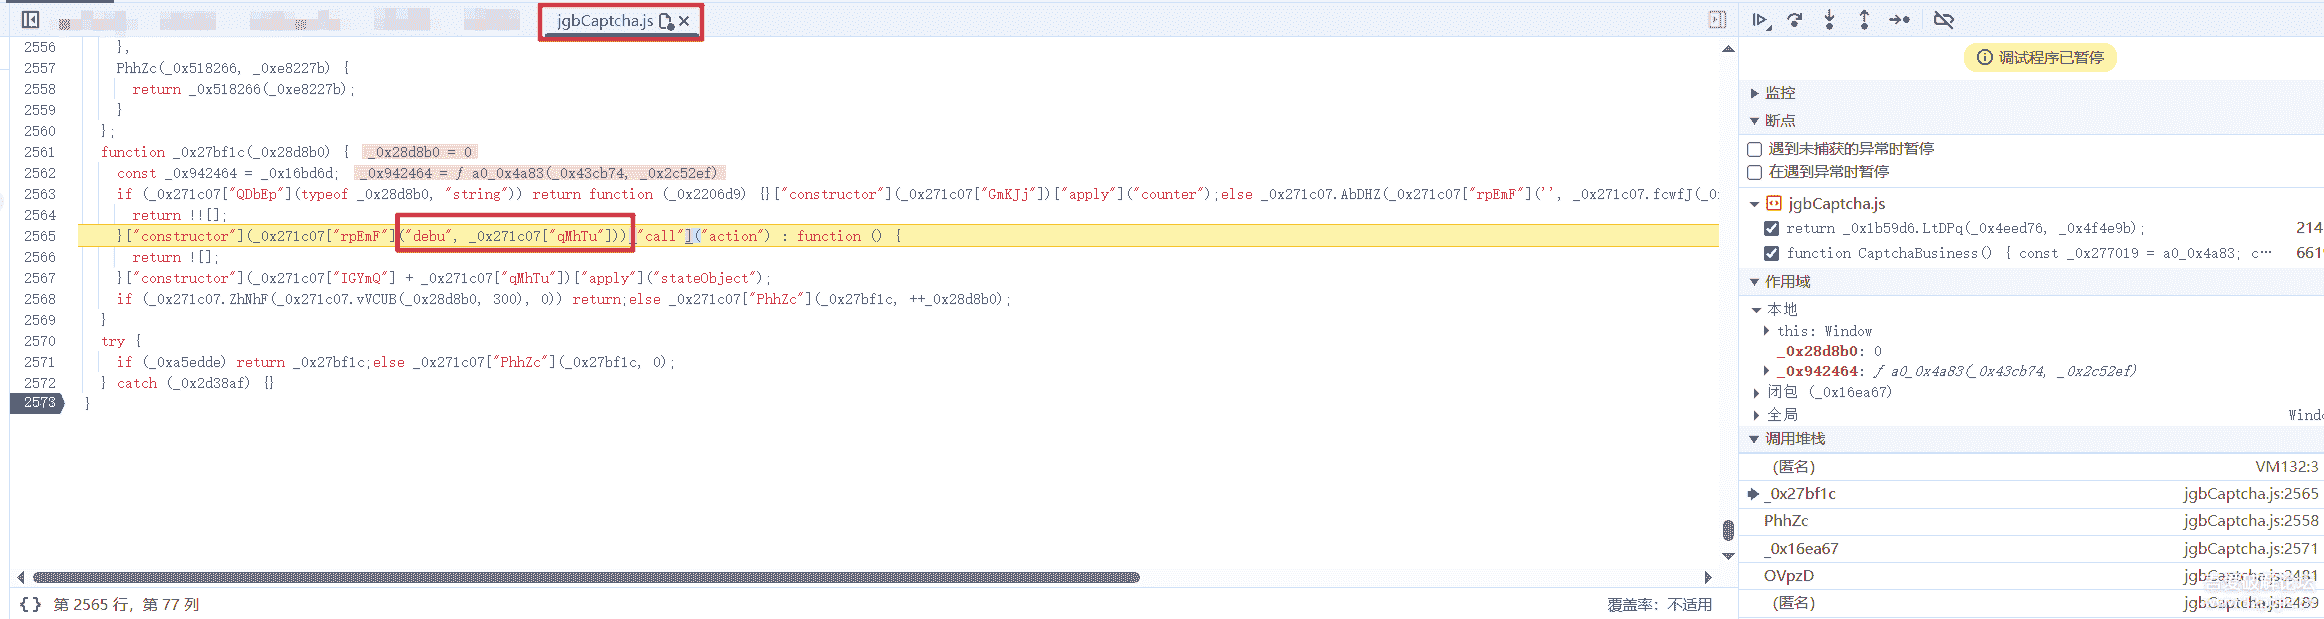 jgbCaptcha.js
2556 },
2557 PhhZc(_0x518266, _0xe8227b) {
2558 return _0x518266(_0xe8227b);
2559 }
2560 };
2561 function _0x27bf1c(_0x28d8b0) { _0x28d8b0 = 0
2562 const _0x942464 = _0x16bd6d; _0x942464 = ƒ a0_0x4a83(_0x43cb74, _0x2c52ef)
2563 if (_0x271c07["QDbEp"](typeof _0x28d8b0, "string")) return function (_0x2206d9) {}["constructor"](_0x271c07["GmKJj"])["apply"]("counter");else _0x271c07.AbDHZ(_0x271c07["rpEmF"]('', _0x271c07.fcwfJ(_0
2564 return !![];
2565 }["constructor"](_0x271c07["rpEmF"]("debu", _0x271c07["qMhTu"]))["call"]("action") : function () {
2566 return ![];
2567 }["constructor"](_0x271c07["IGYmQ"] + _0x271c07["qMhTu"])["apply"]("stateObject");
2568 if (_0x271c07.ZhNhF(_0x271c07.vVCUB(_0x28d8b0, 300), 0)) return;else _0x271c07["PhhZc"](_0x27bf1c, ++_0x28d8b0);
2569 }
2570 try {
2571 if (_0xa5edde) return _0x27bf1c;else _0x271c07["PhhZc"](_0x27bf1c, 0);
2572 } catch (_0x2d38af) {}
2573 }
{} 第 2565 行，第 77 列
覆盖率：不适用
调试程序已暂停
监控
断点
遇到未捕获的异常时暂停
在遇到异常时暂停
jgbCaptcha.js
return _0x1b59d6.LtDPq(_0x4eed76, _0x4f4e9b); 214
function CaptchaBusiness() { const _0x277019 = a0_0x4a83; c… 661
作用域
本地
this: Window
_0x28d8b0: 0
_0x942464: ƒ a0_0x4a83(_0x43cb74, _0x2c52ef)
闭包 (_0x16ea67)
全局 Wind
调用堆栈
(匿名) VM132:3
_0x27bf1c jgbCaptcha.js:2565
PhhZc jgbCaptcha.js:2558
_0x16ea67 jgbCaptcha.js:2571
OVpzD jgbCaptcha.js:2481
(匿名) jgbCaptcha.js:2489